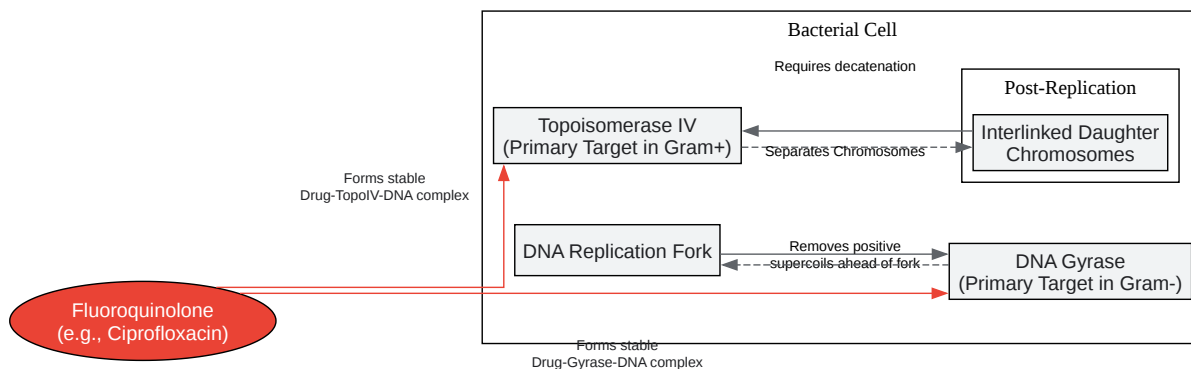 Bacterial Cell
Requires decatenation
Post-Replication
Topoisomerase IV
(Primary Target in Gram+)
Separates Chromosomes
Interlinked Daughter
Chromosomes
Forms stable
Drug-TopoIV-DNA complex
DNA Replication Fork
Removes positive
supercoils ahead of fork
DNA Gyrase
(Primary Target in Gram-)
Fluoroquinolone
(e.g., Ciprofloxacin)
Forms stable
Drug-Gyrase-DNA complex